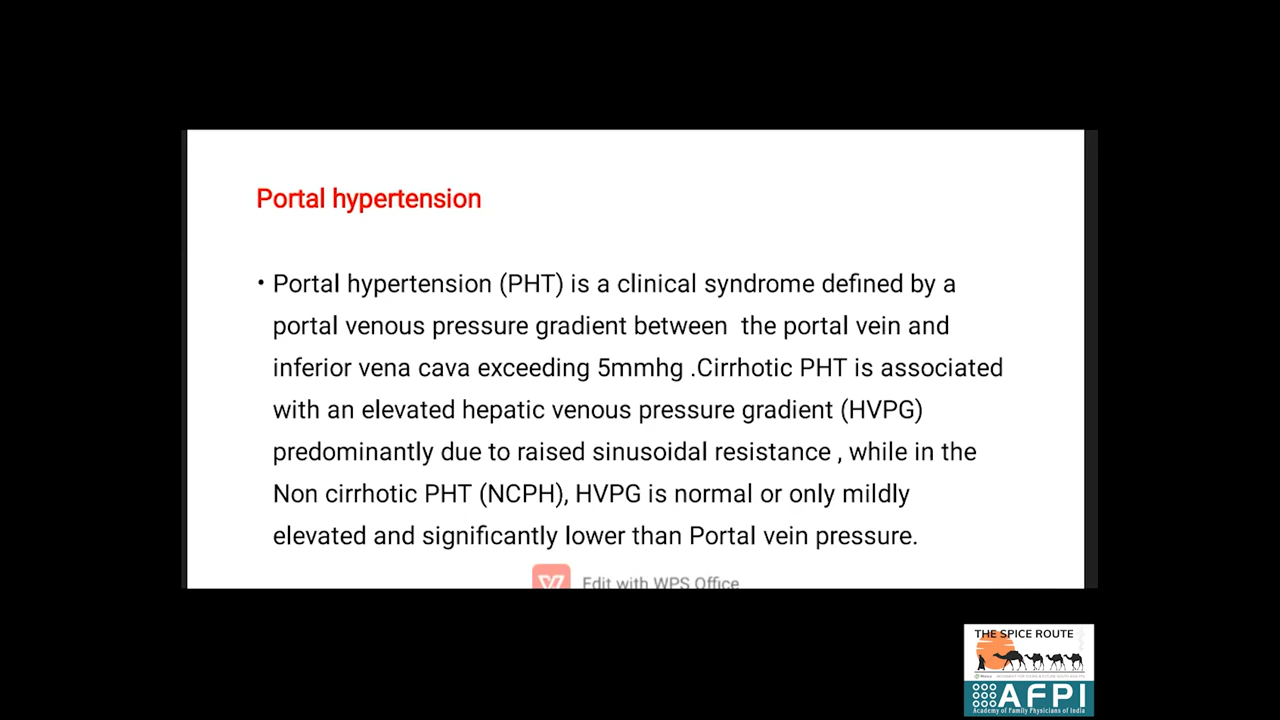 Portal hypertension
• Portal hypertension (PHT) is a clinical syndrome defined by a
portal venous pressure gradient between  the portal vein and
inferior vena cava exceeding 5mmhg .Cirrhotic PHT is associated
with an elevated hepatic venous pressure gradient (HVPG)
predominantly due to raised sinusoidal resistance , while in the
Non cirrhotic PHT (NCPH), HVPG is normal or only mildly
elevated and significantly lower than Portal vein pressure.
Edit with WPS Office
THE SPICE ROUTE
AFPI
Academy of Family Physicians of India